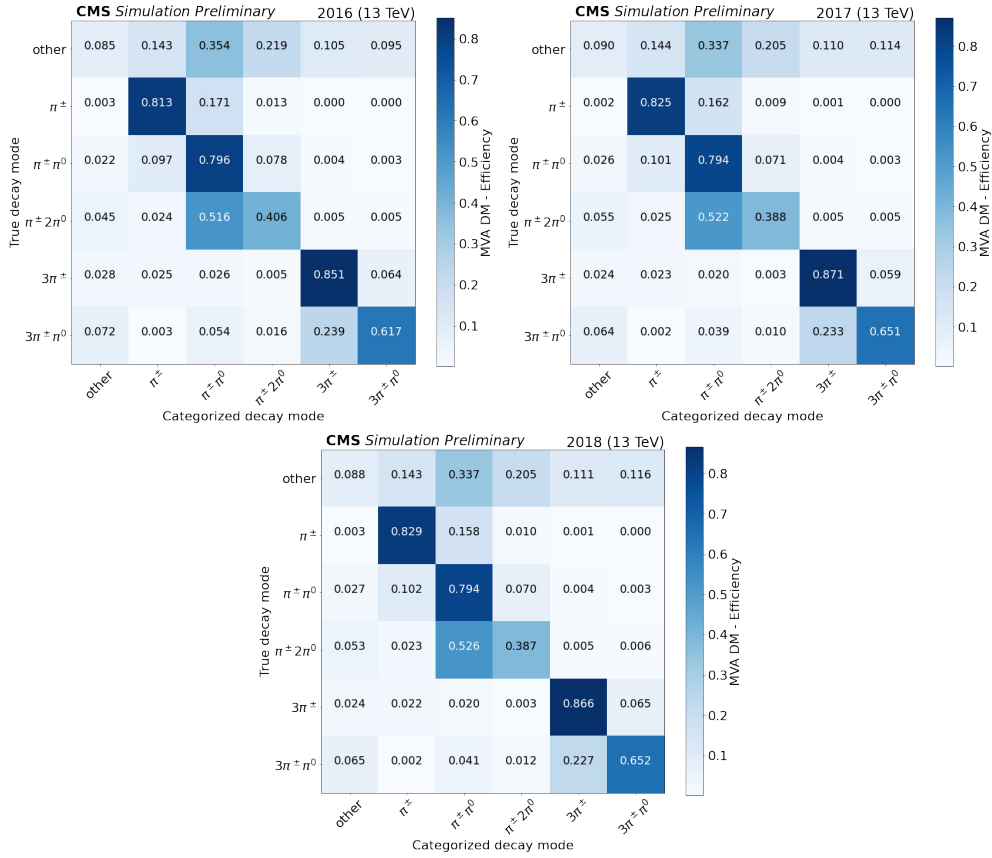 CMS Simulation Preliminary 2016 (13 TeV)
other 0.085 0.143 0.354 0.219 0.105 0.095
π± 0.003 0.813 0.171 0.013 0.000 0.000
π±π⁰ 0.022 0.097 0.796 0.078 0.004 0.003
π±2π⁰ 0.045 0.024 0.516 0.406 0.005 0.005
3π± 0.028 0.025 0.026 0.005 0.851 0.064
3π±π⁰ 0.072 0.003 0.054 0.016 0.239 0.617
other π± π±π⁰ π±2π⁰ 3π± 3π±π⁰
Categorized decay mode
True decay mode
0.8
0.7
0.6
0.5
0.4
0.3
0.2
0.1
MVA DM - Efficiency
CMS Simulation Preliminary 2017 (13 TeV)
other 0.090 0.144 0.337 0.205 0.110 0.114
π± 0.002 0.825 0.162 0.009 0.001 0.000
π±π⁰ 0.026 0.101 0.794 0.071 0.004 0.003
π±2π⁰ 0.055 0.025 0.522 0.388 0.005 0.005
3π± 0.024 0.023 0.020 0.003 0.871 0.059
3π±π⁰ 0.064 0.002 0.039 0.010 0.233 0.651
other π± π±π⁰ π±2π⁰ 3π± 3π±π⁰
Categorized decay mode
True decay mode
0.8
0.7
0.6
0.5
0.4
0.3
0.2
0.1
MVA DM - Efficiency
CMS Simulation Preliminary 2018 (13 TeV)
other 0.088 0.143 0.337 0.205 0.111 0.116
π± 0.003 0.829 0.158 0.010 0.001 0.000
π±π⁰ 0.027 0.102 0.794 0.070 0.004 0.003
π±2π⁰ 0.053 0.023 0.526 0.387 0.005 0.006
3π± 0.024 0.022 0.020 0.003 0.866 0.065
3π±π⁰ 0.065 0.002 0.041 0.012 0.227 0.652
other π± π±π⁰ π±2π⁰ 3π± 3π±π⁰
Categorized decay mode
True decay mode
0.8
0.7
0.6
0.5
0.4
0.3
0.2
0.1
MVA DM - Efficiency